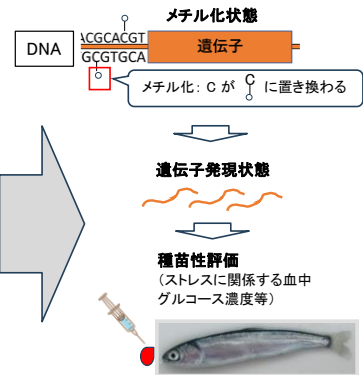 メチル化状態
DNA
ACGCACGT
GCGTGCA
遺伝子
メチル化: C が C に置き換わる
遺伝子発現状態
種苗性評価
(ストレスに関係する血中
グルコース濃度等)